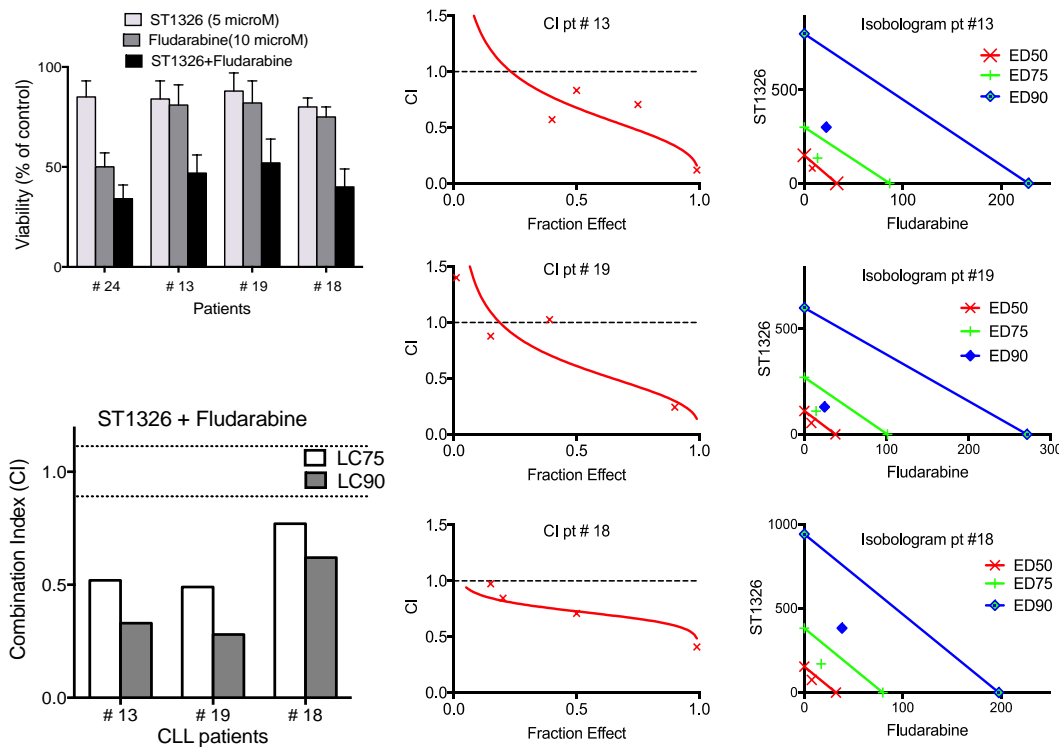 ST1326 (5 microM)
Fludarabine(10 microM)
ST1326+Fludarabine
Viability (% of control)
100
50
0
# 24
# 13
# 19
# 18
Patients
CI pt # 13
CI
1.5
1.0
0.5
0.0
0.0
0.5
1.0
Fraction Effect
Isobologram pt #13
ED50
ED75
ED90
ST1326
500
0
0
100
200
Fludarabine
CI pt # 19
CI
1.5
1.0
0.5
0.0
0.0
0.5
1.0
Fraction Effect
Isobologram pt #19
ED50
ED75
ED90
ST1326
500
0
0
100
200
300
Fludarabine
ST1326 + Fludarabine
LC75
LC90
Combination Index (CI)
1.0
0.5
0.0
# 13
# 19
# 18
CLL patients
CI pt # 18
CI
1.5
1.0
0.5
0.0
0.0
0.5
1.0
Fraction Effect
Isobologram pt #18
ED50
ED75
ED90
ST1326
1000
500
0
0
100
200
Fludarabine